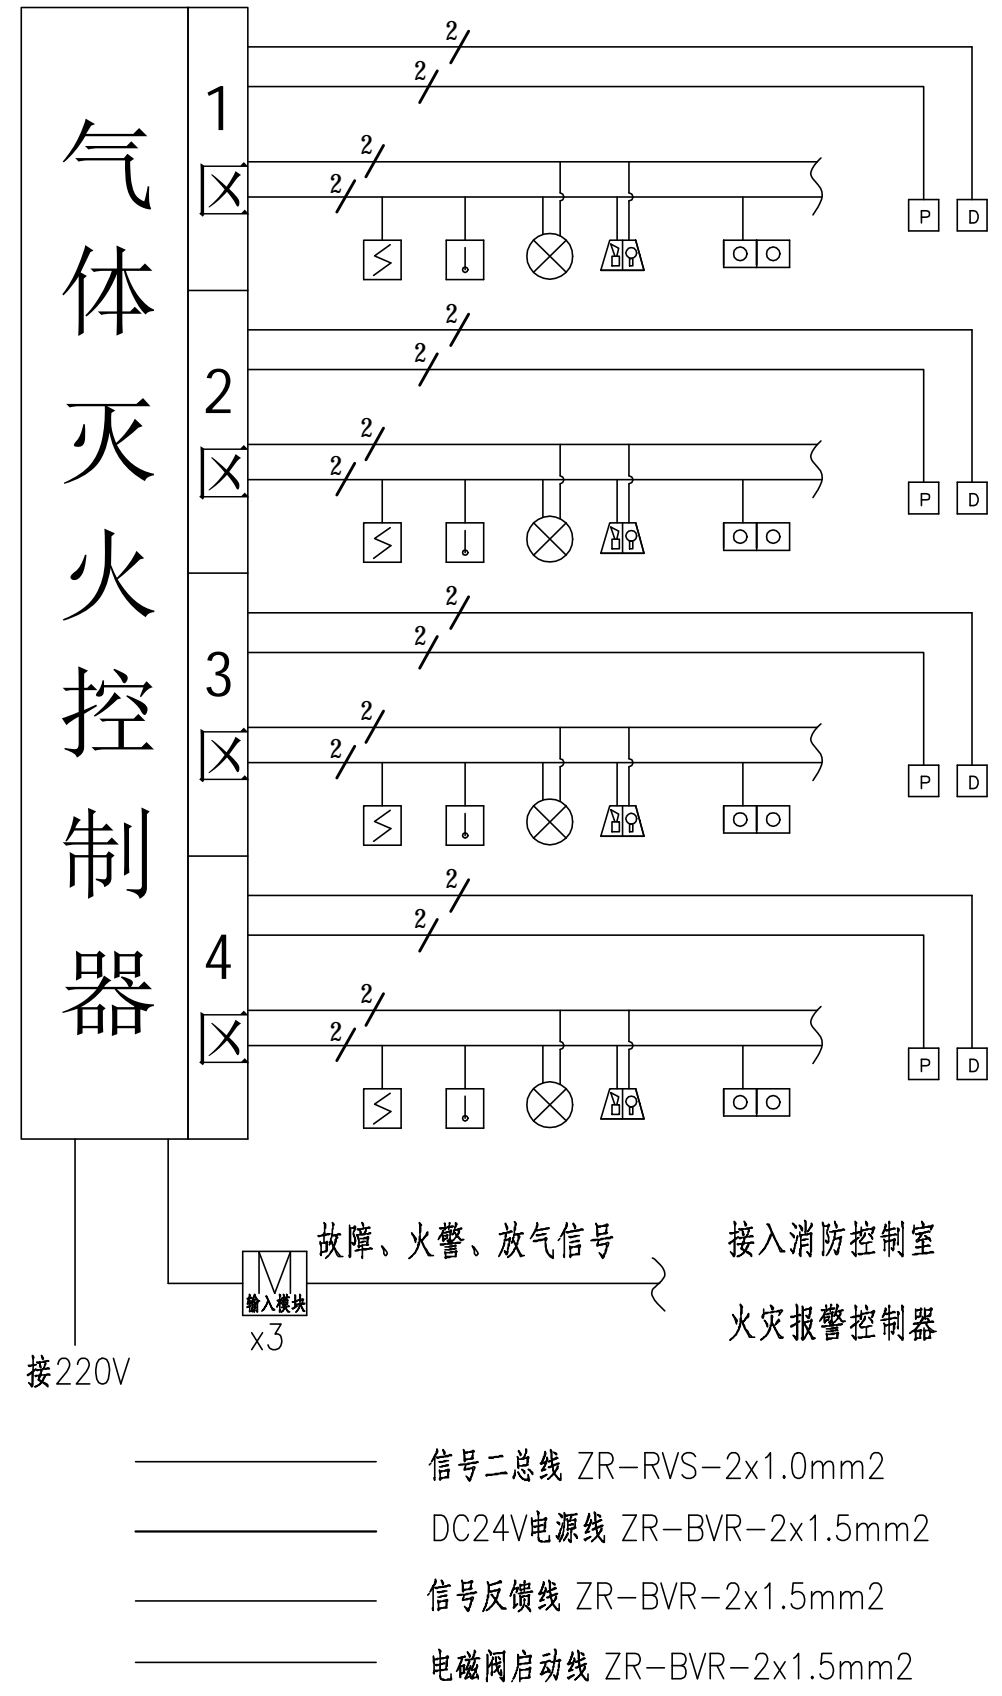 气体灭火控制器
2
2
1
区
2
2
P
D
2
2
2
区
2
2
P
D
2
2
3
区
2
2
P
D
2
2
4
区
2
2
P
D
故障、火警、放气信号
接入消防控制室
火灾报警控制器
输入模块
x3
接220V
信号二总线 ZR-RVS-2x1.0mm2
DC24V电源线 ZR-BVR-2x1.5mm2
信号反馈线 ZR-BVR-2x1.5mm2
电磁阀启动线 ZR-BVR-2x1.5mm2